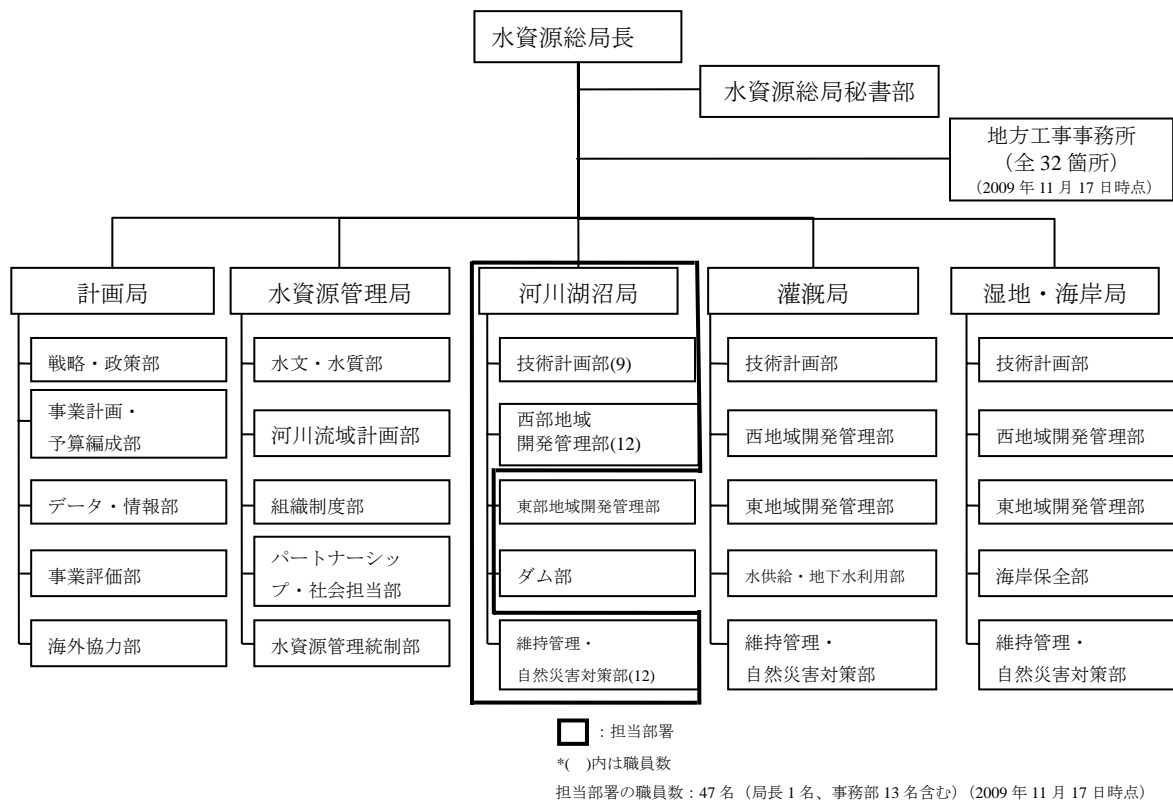 水資源総局長
水資源総局秘書部
地方工事事務所
（全 32 箇所）
（2009 年 11 月 17 日時点）
計画局
戦略・政策部
事業計画・
予算編成部
データ・情報部
事業評価部
海外協力部
水資源管理局
水文・水質部
河川流域計画部
組織制度部
パートナーシッ
プ・社会担当部
水資源管理統制部
河川湖沼局
技術計画部(9)
西部地域
開発管理部(12)
東部地域開発管理部
ダム部
維持管理・
自然災害対策部(12)
灌漑局
技術計画部
西地域開発管理部
東地域開発管理部
水供給・地下水利用部
維持管理・
自然災害対策部
湿地・海岸局
技術計画部
西地域開発管理部
東地域開発管理部
海岸保全部
維持管理・
自然災害対策部
：担当部署
*(　)内は職員数
担当部署の職員数：47 名（局長 1 名、事務部 13 名含む）（2009 年 11 月 17 日時点）